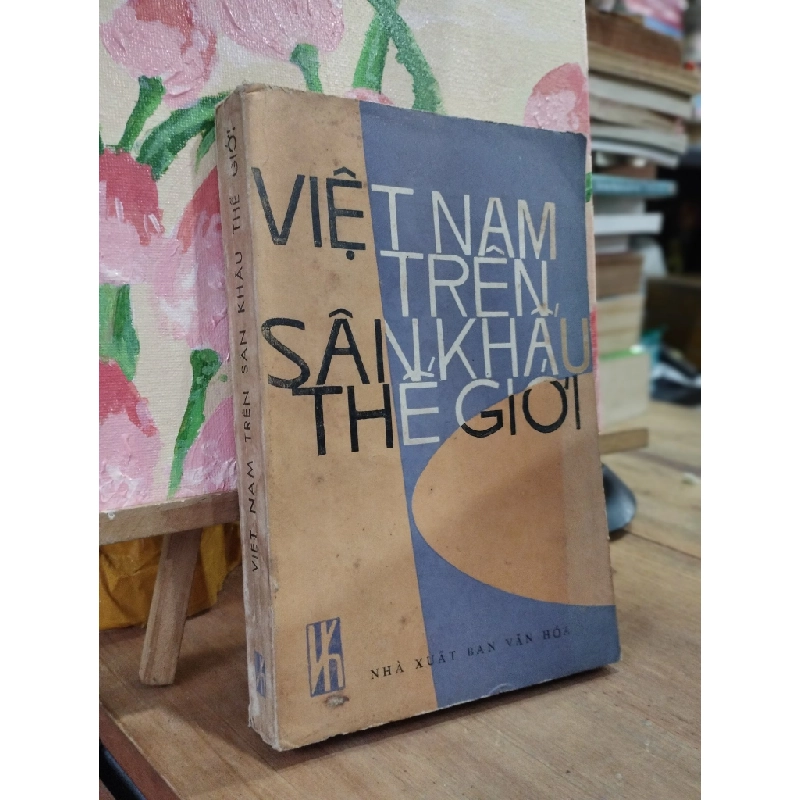 VIỆT NAM
TRÊN
SÂN KHẤU
THẾ GIỚI
NHÀ XUẤT BẢN VĂN HÓA
VIỆT NAM TRÊN SÂN KHẤU THẾ GIỚI